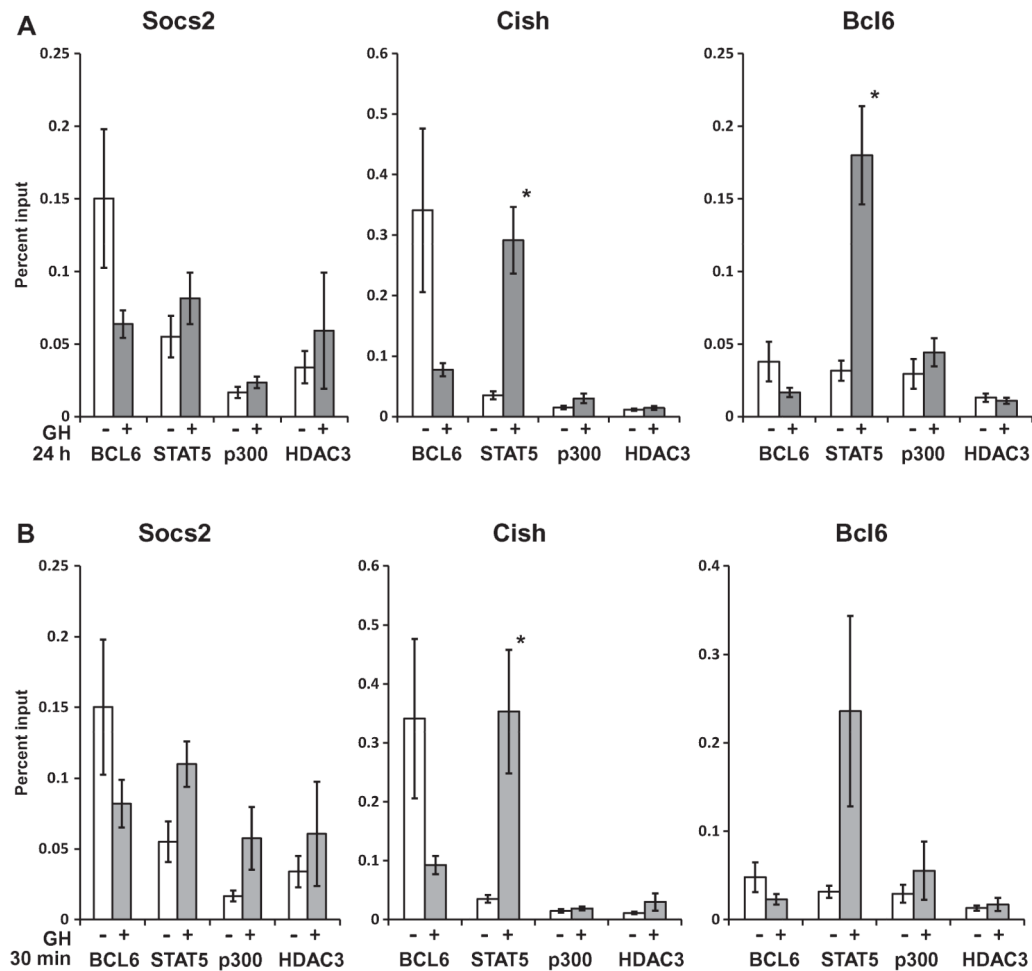 A
Socs2 Cish Bcl6
Percent input
0.25 0.6 0.25
0.2 0.5 0.2
0.15 0.4 0.15
0.1 0.3 0.1
0.05 0.2 0.05
0 0.1 0
0
* * 
GH - + - + - + - + - + - + - + - + - + - + - + - +
24 h BCL6 STAT5 p300 HDAC3 BCL6 STAT5 p300 HDAC3 BCL6 STAT5 p300 HDAC3
B
Socs2 Cish Bcl6
Percent input
0.25 0.6 0.4
0.2 0.5 0.3
0.15 0.4 0.2
0.1 0.3 0.1
0.05 0.2 0
0 0.1
0
*
GH - + - + - + - + - + - + - + - + - + - + - + - +
30 min BCL6 STAT5 p300 HDAC3 BCL6 STAT5 p300 HDAC3 BCL6 STAT5 p300 HDAC3